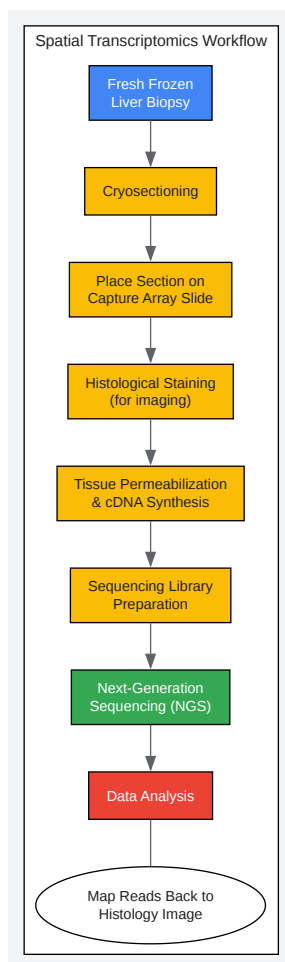 Spatial Transcriptomics Workflow
Fresh Frozen
Liver Biopsy
Cryosectioning
Place Section on
Capture Array Slide
Histological Staining
(for imaging)
Tissue Permeabilization
& cDNA Synthesis
Sequencing Library
Preparation
Next-Generation
Sequencing (NGS)
Data Analysis
Map Reads Back to
Histology Image